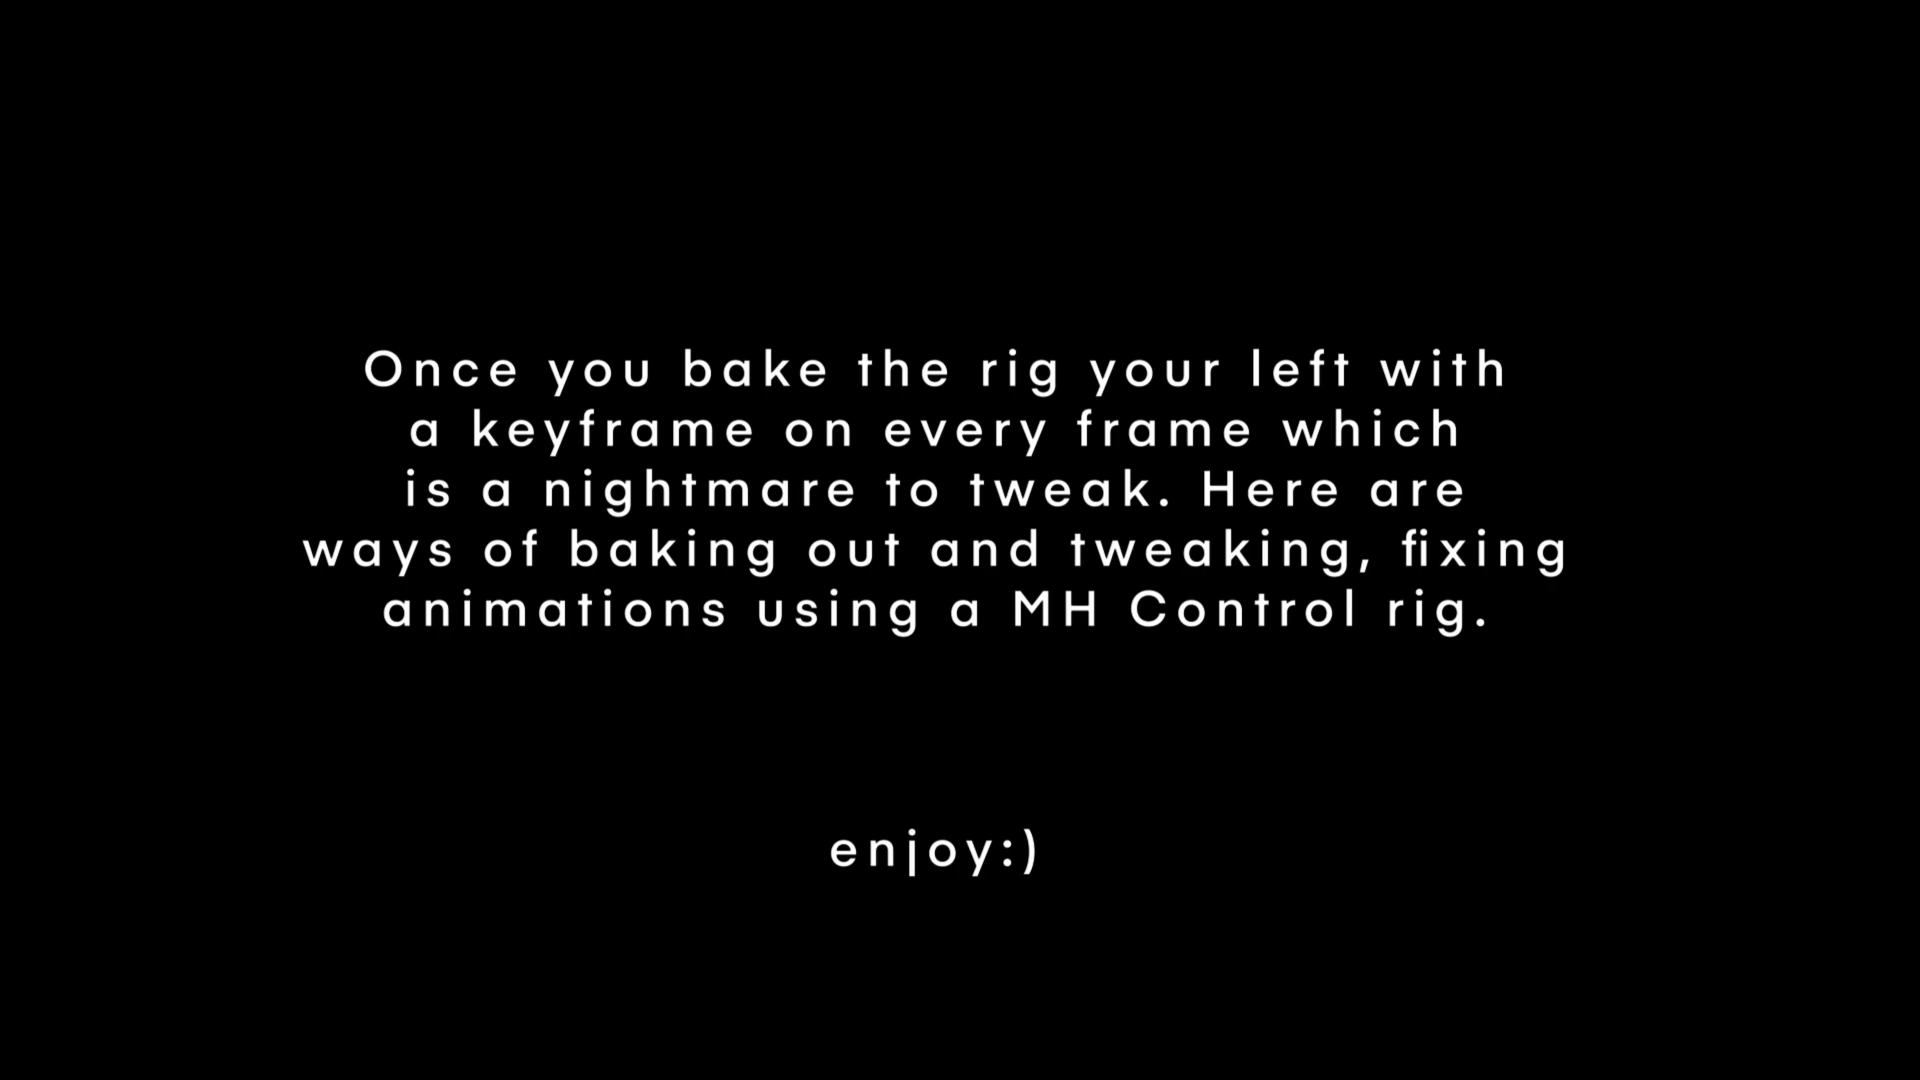 Once you bake the rig your left with
a keyframe on every frame which
is a nightmare to tweak. Here are
ways of baking out and tweaking, fixing
animations using a MH Control rig.
enjoy:)